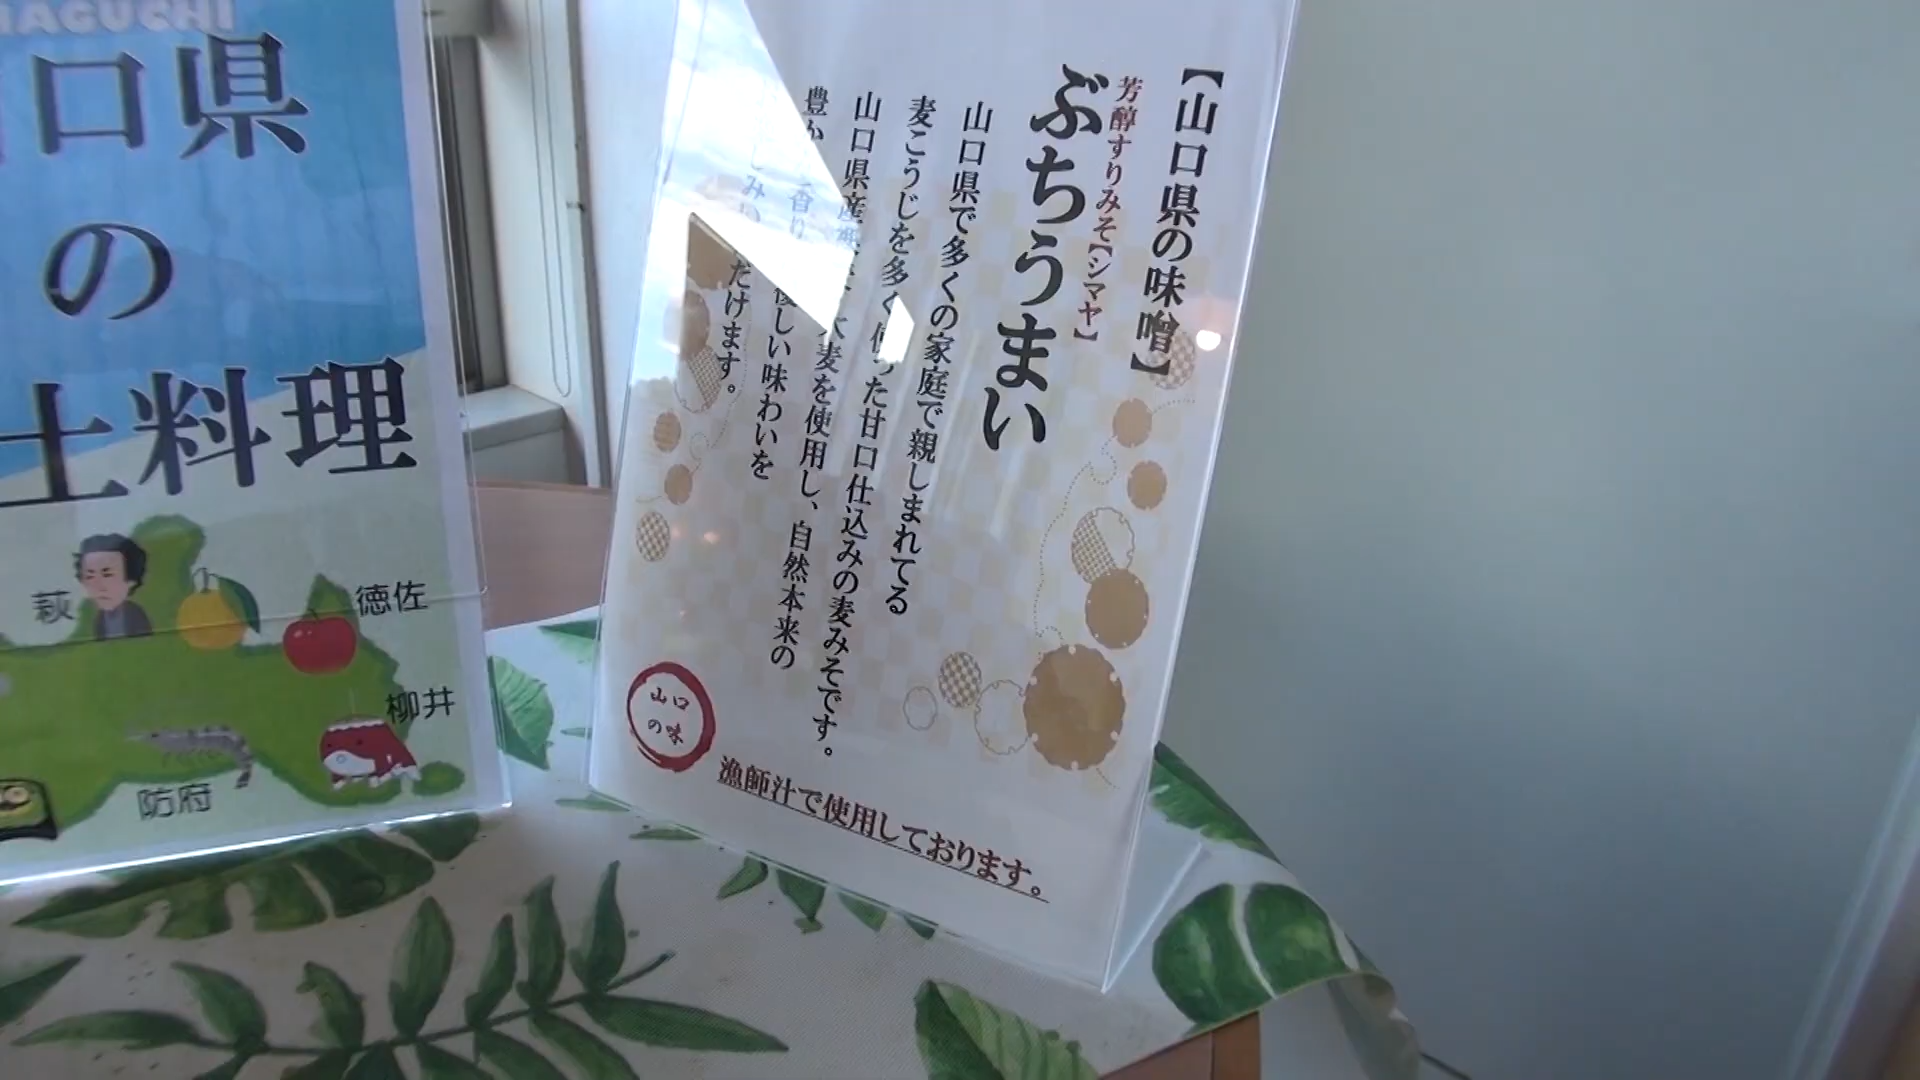 AGUCHI
口県
の
土料理
萩
徳佐
柳井
防府
【山口県の味噌】
芳醇すりみそ【シマヤ】
ぶちうまい
山口県で多くの家庭で親しまれてる
麦こうじを多く使った甘口仕込みの麦みそです。
山口県産 大麦を使用し、自然本来の
豊か 香り 優しい味わいを
しみ だけます。
山口
の味
漁師汁で使用しております。